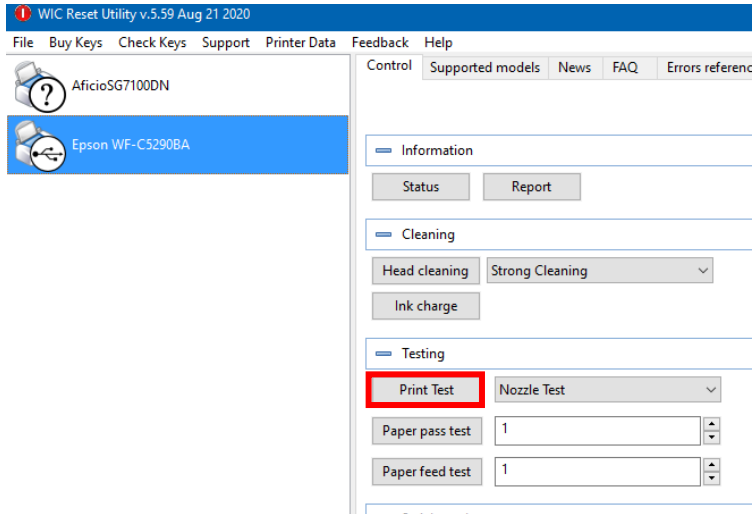 WIC Reset Utility v.5.59 Aug 21 2020
File Buy Keys Check Keys Support Printer Data Feedback Help
AficioSG7100DN
Epson WF-C5290BA
Control Supported models News FAQ Errors referenc
Information
Status Report
Cleaning
Head cleaning Strong Cleaning
Ink charge
Testing
Print Test Nozzle Test
Paper pass test 1
Paper feed test 1